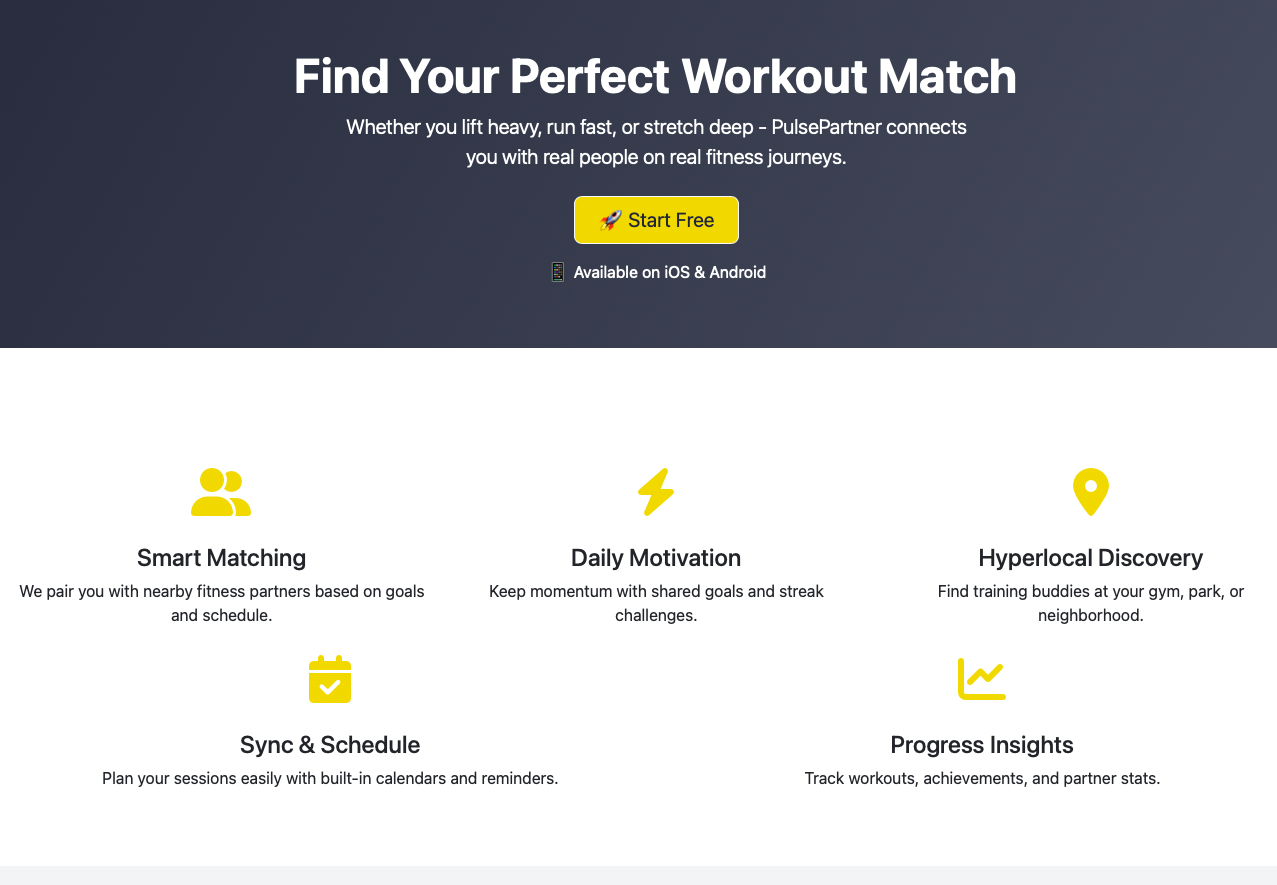 Find Your Perfect Workout Match
Whether you lift heavy, run fast, or stretch deep - PulsePartner connects
you with real people on real fitness journeys.
🚀 Start Free
📱 Available on iOS & Android
Smart Matching
We pair you with nearby fitness partners based on goals
and schedule.
Daily Motivation
Keep momentum with shared goals and streak
challenges.
Hyperlocal Discovery
Find training buddies at your gym, park, or
neighborhood.
Sync & Schedule
Plan your sessions easily with built-in calendars and reminders.
Progress Insights
Track workouts, achievements, and partner stats.